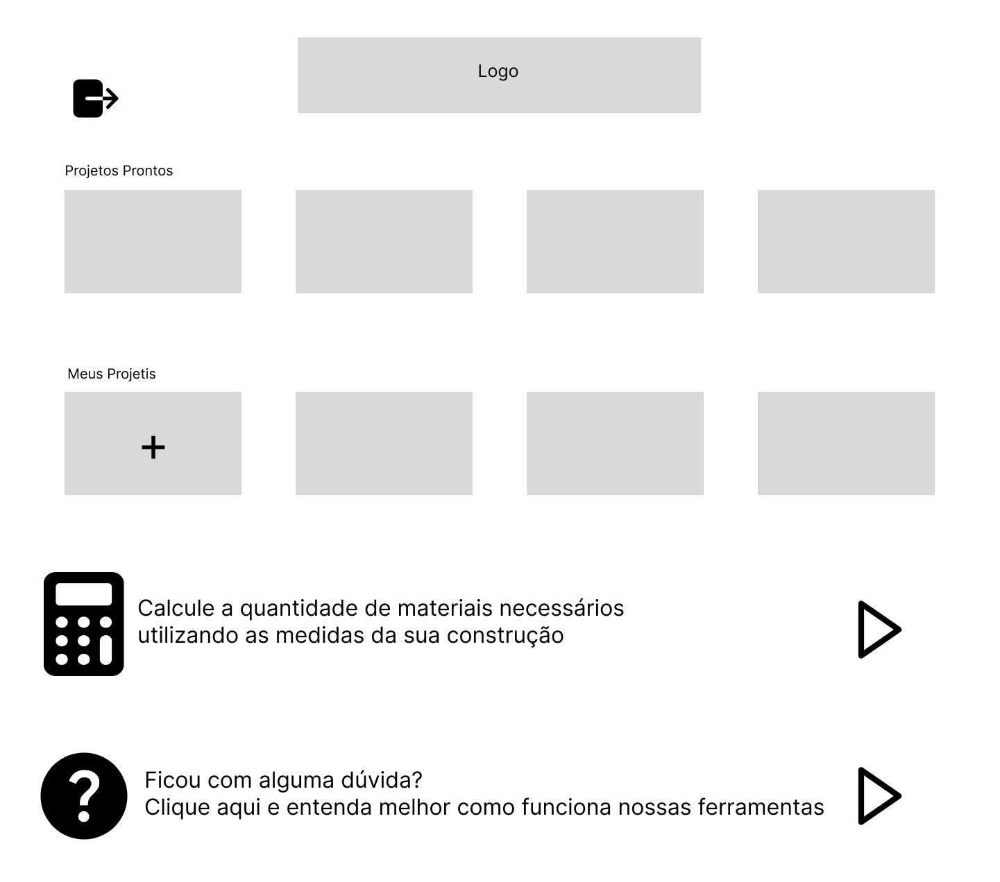 Logo
Projetos Prontos
Meus Projetis
+
Calcule a quantidade de materiais necessários
utilizando as medidas da sua construção
?
Ficou com alguma dúvida?
Clique aqui e entenda melhor como funciona nossas ferramentas